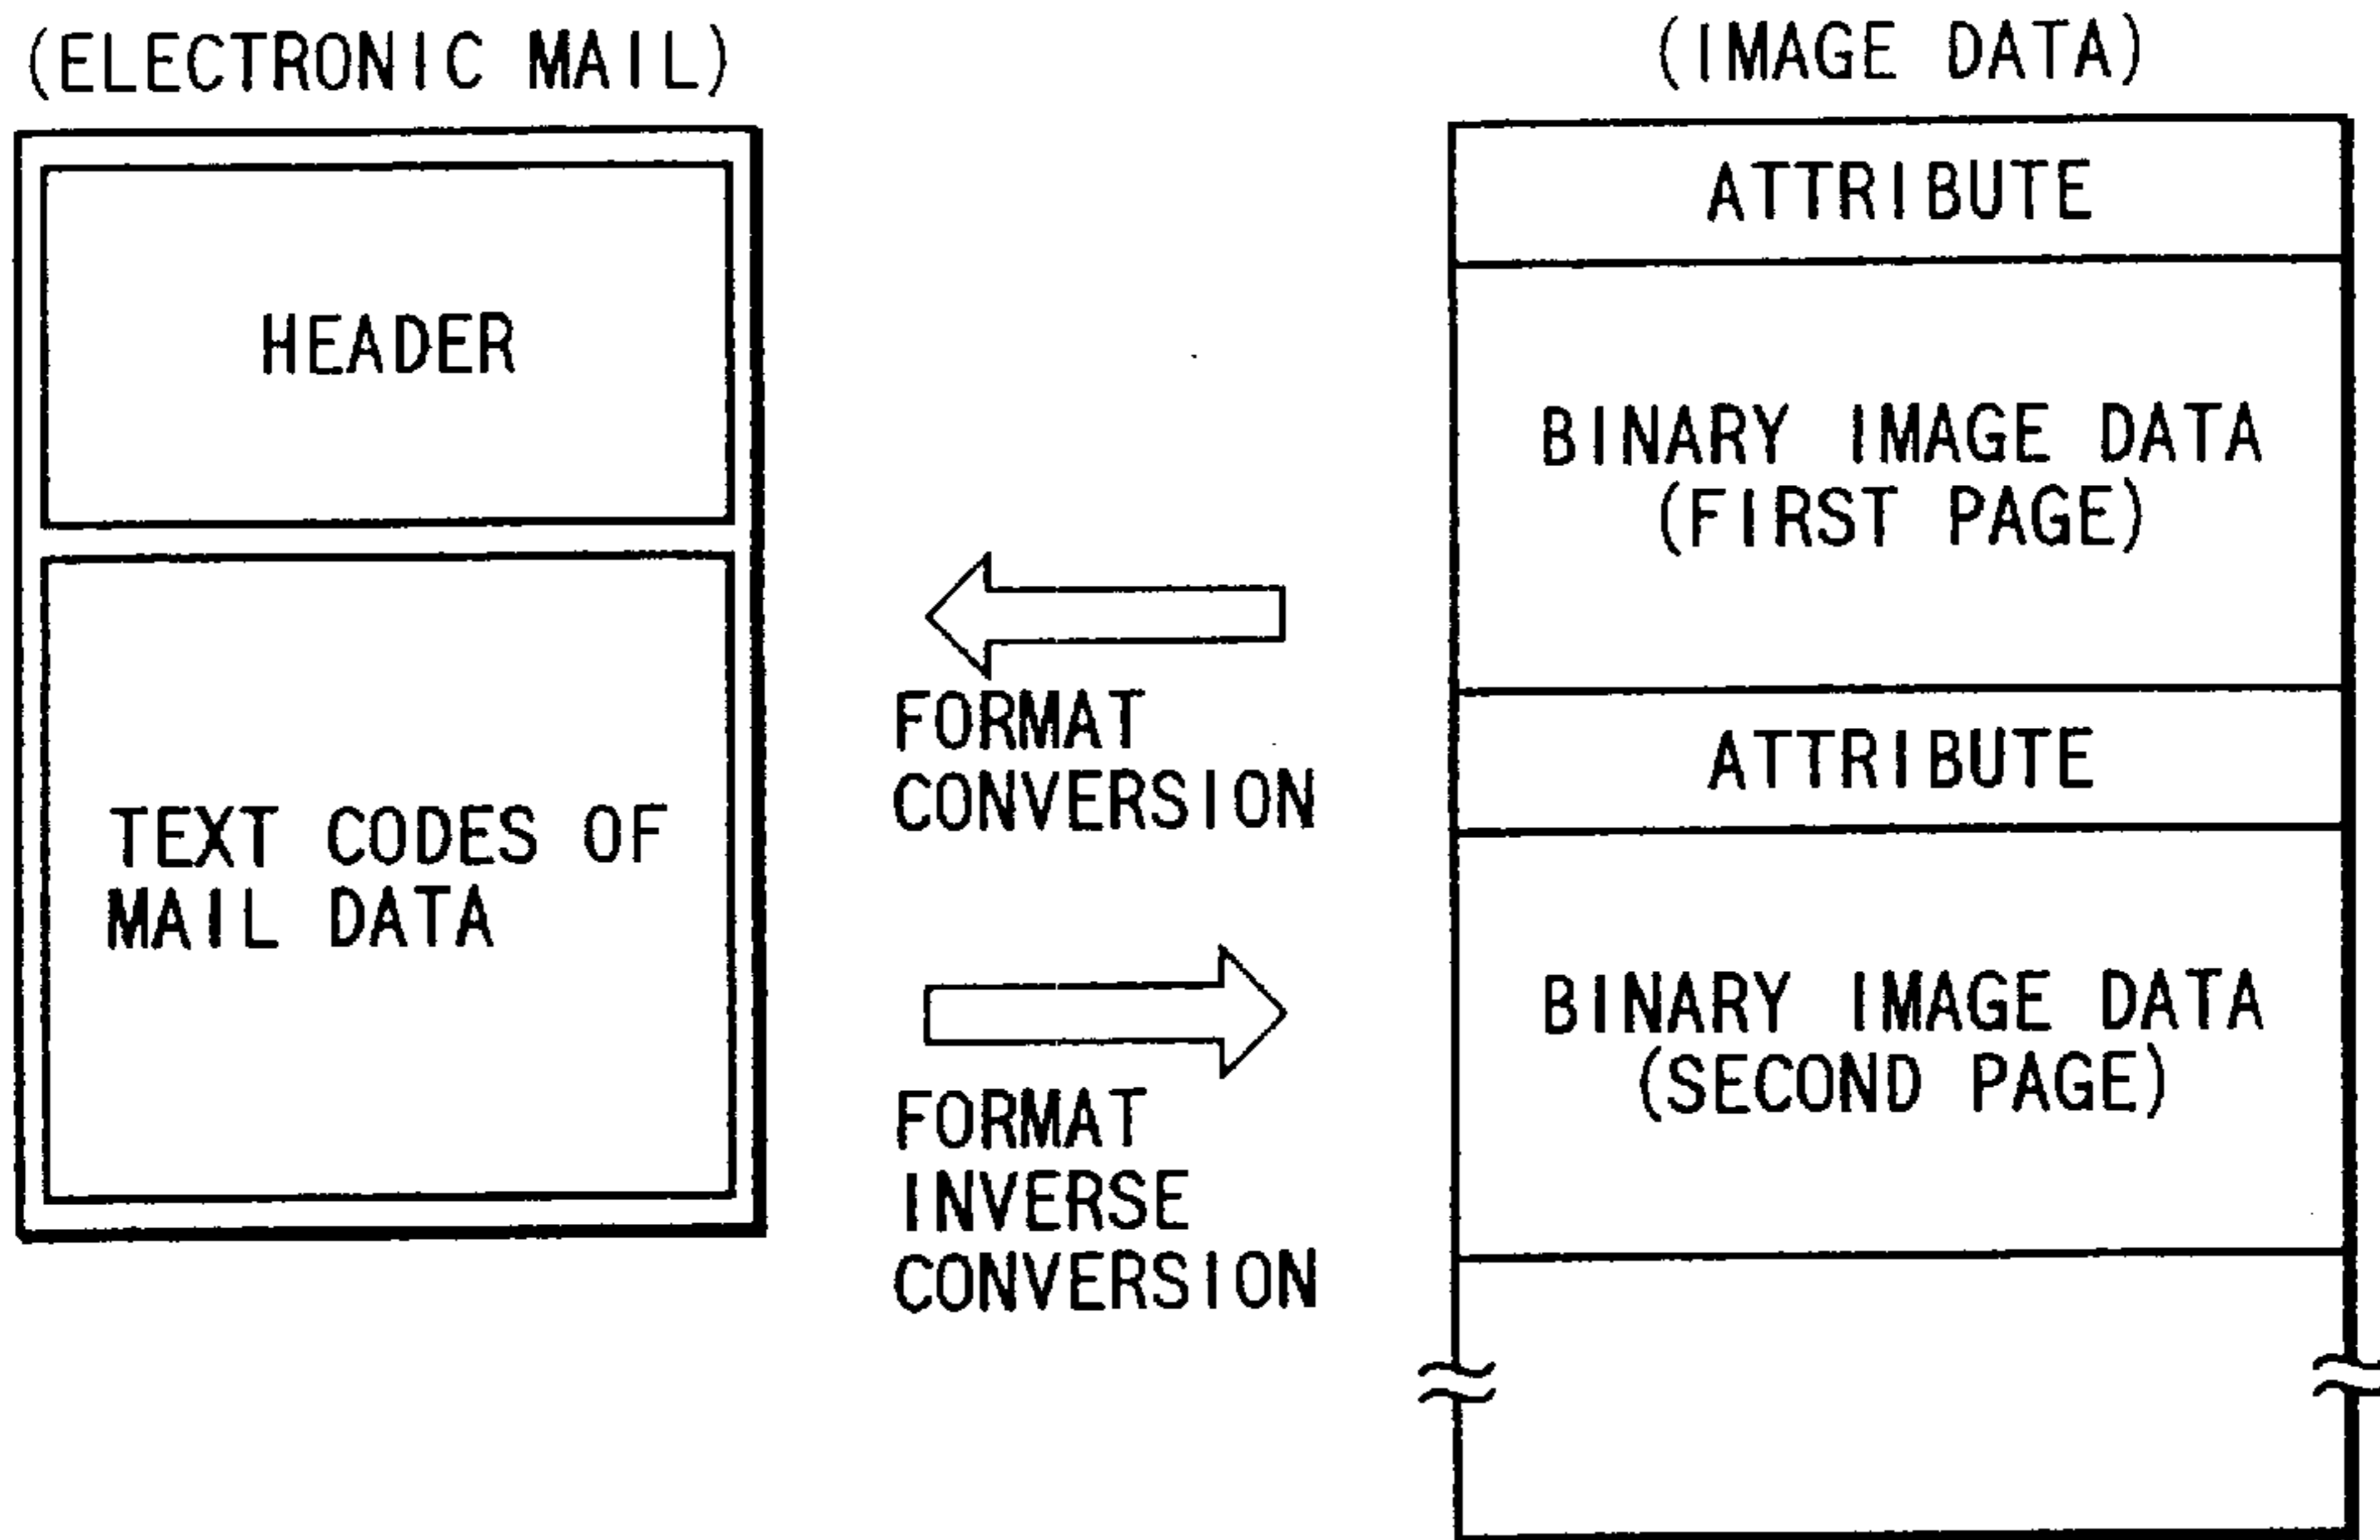 (ELECTRONIC MAIL)
HEADER
TEXT CODES OF
MAIL DATA
FORMAT
CONVERSION
FORMAT
INVERSE
CONVERSION
(IMAGE DATA)
ATTRIBUTE
BINARY IMAGE DATA
(FIRST PAGE)
ATTRIBUTE
BINARY IMAGE DATA
(SECOND PAGE)